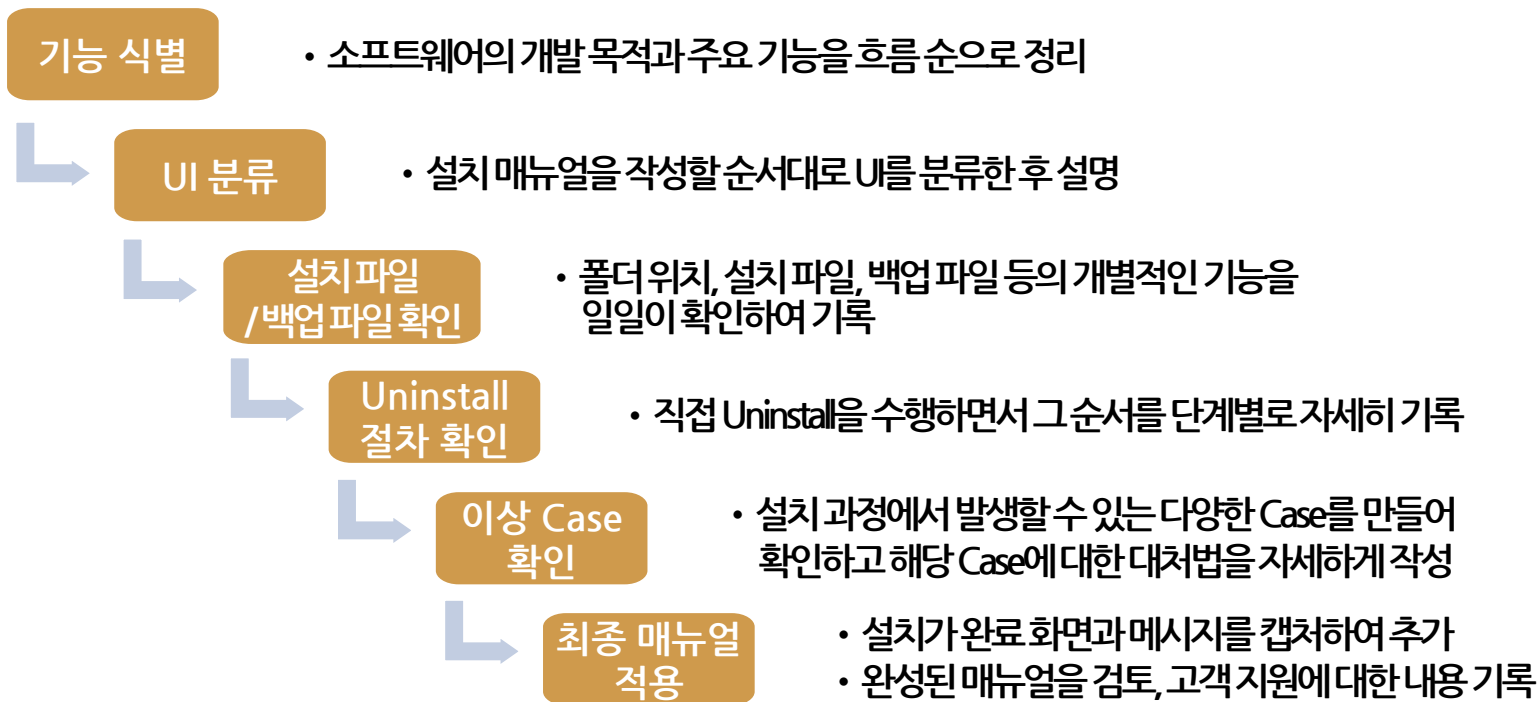 기능 식별
• 소프트웨어의 개발 목적과 주요 기능을 흐름 순으로 정리
UI 분류
• 설치 매뉴얼을 작성할 순서대로 UI를 분류한 후 설명
설치 파일
/백업 파일 확인
• 폴더 위치, 설치 파일, 백업 파일 등의 개별적인 기능을
일일이 확인하여 기록
Uninstall
절차 확인
• 직접 Uninstall을 수행하면서 그 순서를 단계별로 자세히 기록
이상 Case
확인
• 설치 과정에서 발생할 수 있는 다양한 Case를 만들어
확인하고 해당 Case에 대한 대처법을 자세하게 작성
최종 매뉴얼
적용
• 설치가 완료 화면과 메시지를 캡처하여 추가
• 완성된 매뉴얼을 검토, 고객 지원에 대한 내용 기록